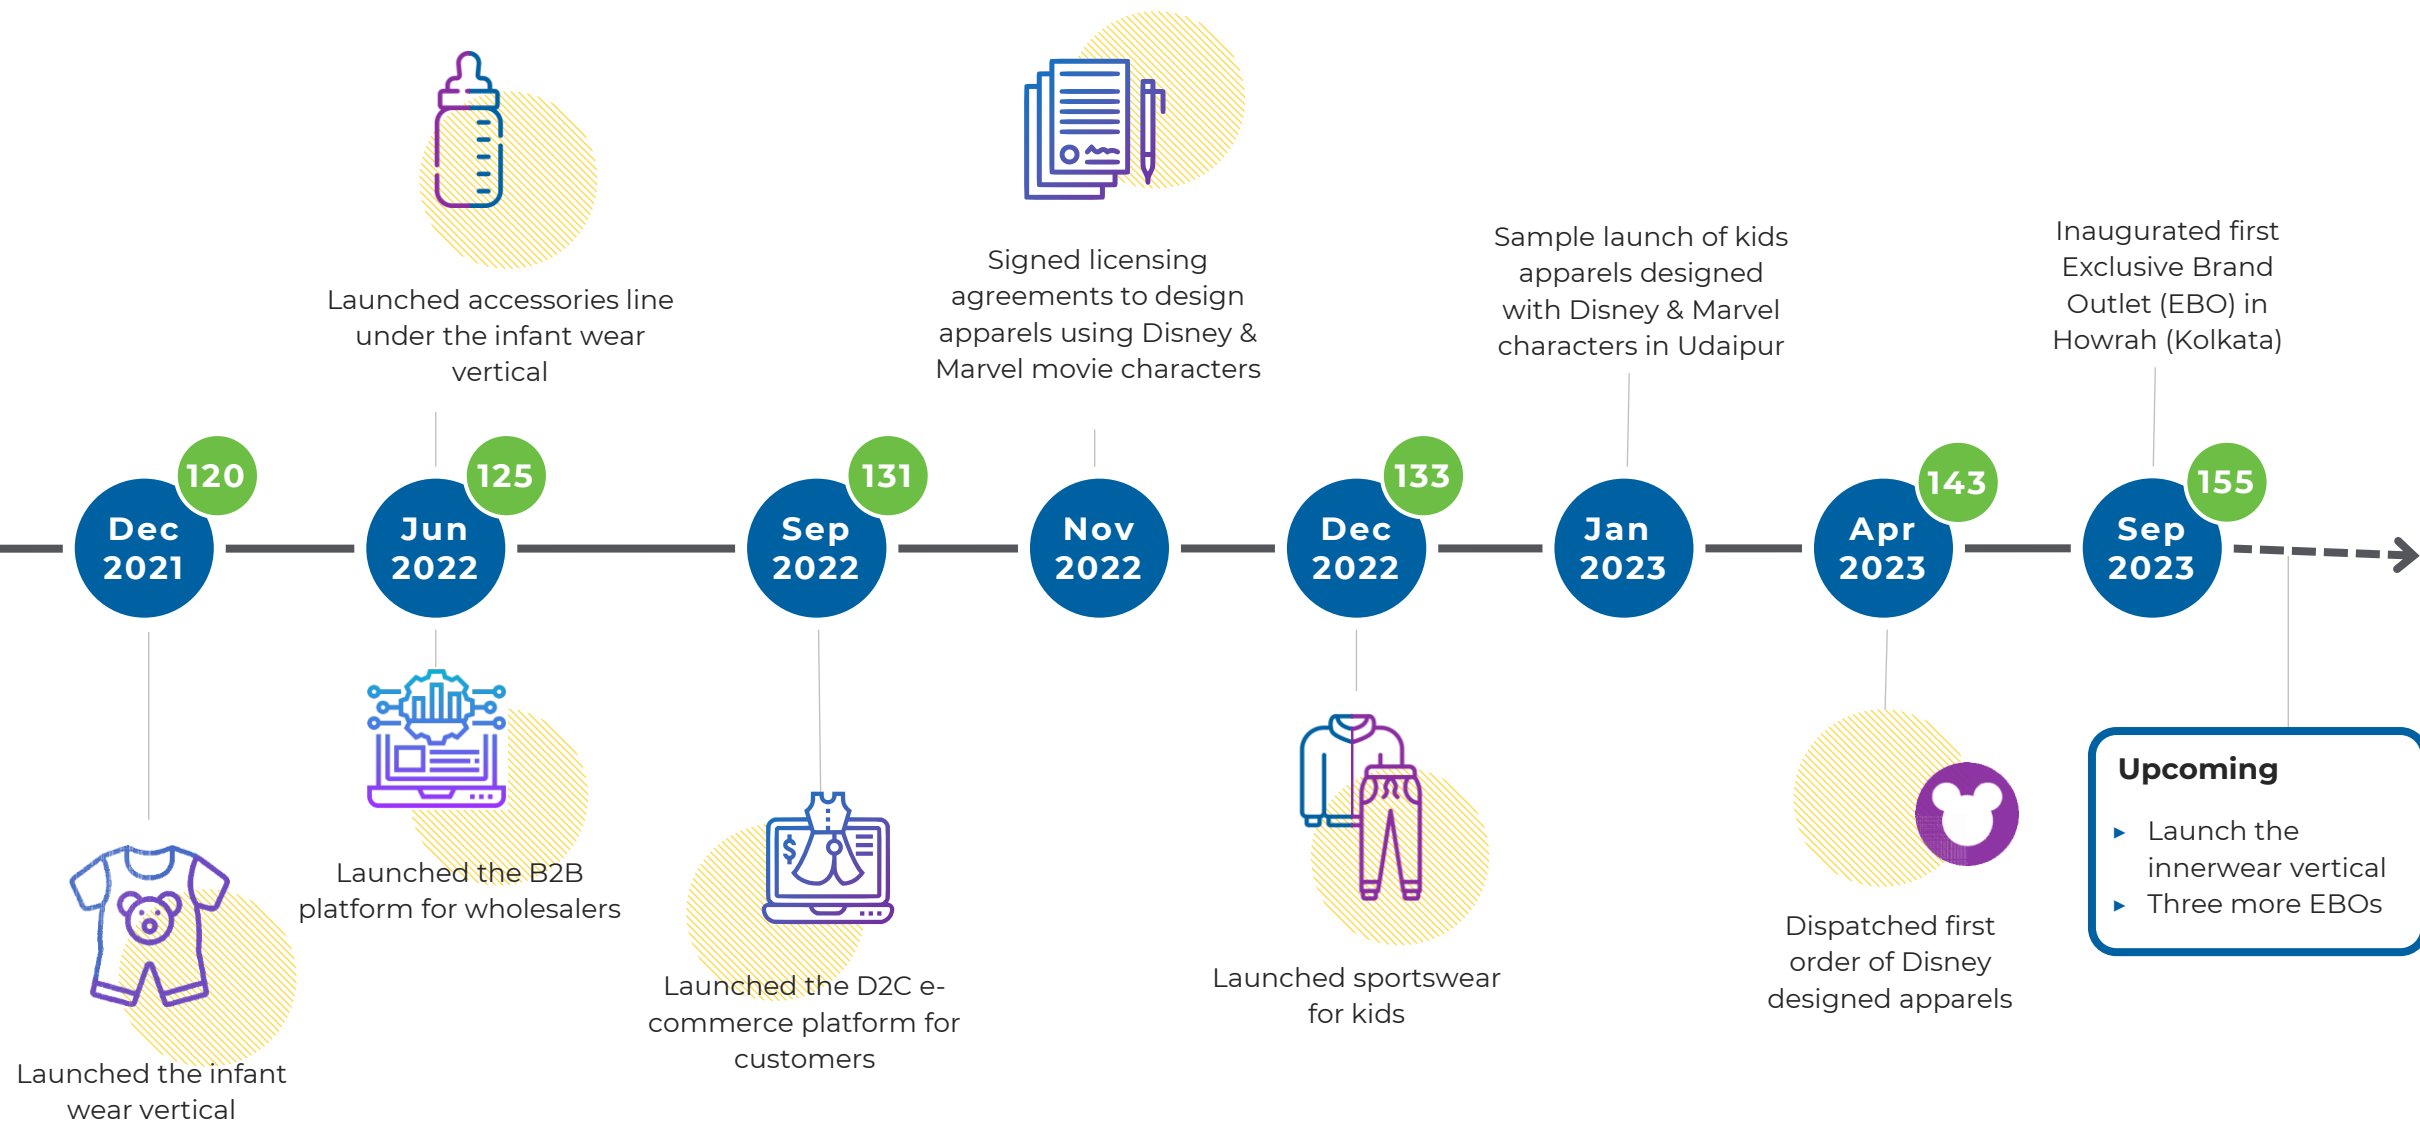 Launched accessories line
under the infant wear
vertical
Signed licensing
agreements to design
apparels using Disney &
Marvel movie characters
Sample launch of kids
apparels designed
with Disney & Marvel
characters in Udaipur
Inaugurated first
Exclusive Brand
Outlet (EBO) in
Howrah (Kolkata)
120
Dec
2021
125
Jun
2022
131
Sep
2022
Nov
2022
133
Dec
2022
Jan
2023
143
Apr
2023
155
Sep
2023
Launched the infant
wear vertical
Launched the B2B
platform for wholesalers
$
Launched the D2C e-
commerce platform for
customers
Launched sportswear
for kids
Dispatched first
order of Disney
designed apparels
Upcoming
▸ Launch the
innerwear vertical
▸ Three more EBOs